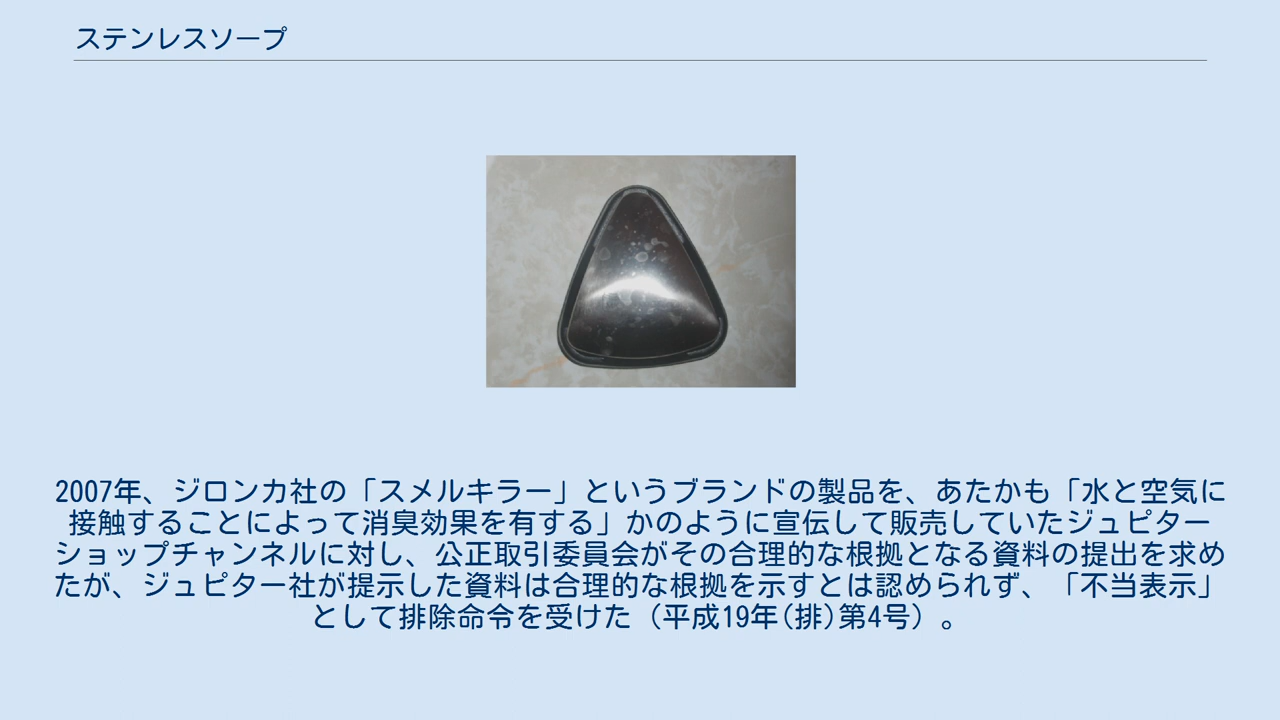 ステンレスソープ
2007年、ジロンカ社の「スメルキラー」というブランドの製品を、あたかも「水と空気に
接触することによって消臭効果を有する」かのように宣伝して販売していたジュピター
ショップチャンネルに対し、公正取引委員会がその合理的な根拠となる資料の提出を求め
たが、ジュピター社が提示した資料は合理的な根拠を示すとは認められず、「不当表示」
として排除命令を受けた（平成19年(排)第4号）。